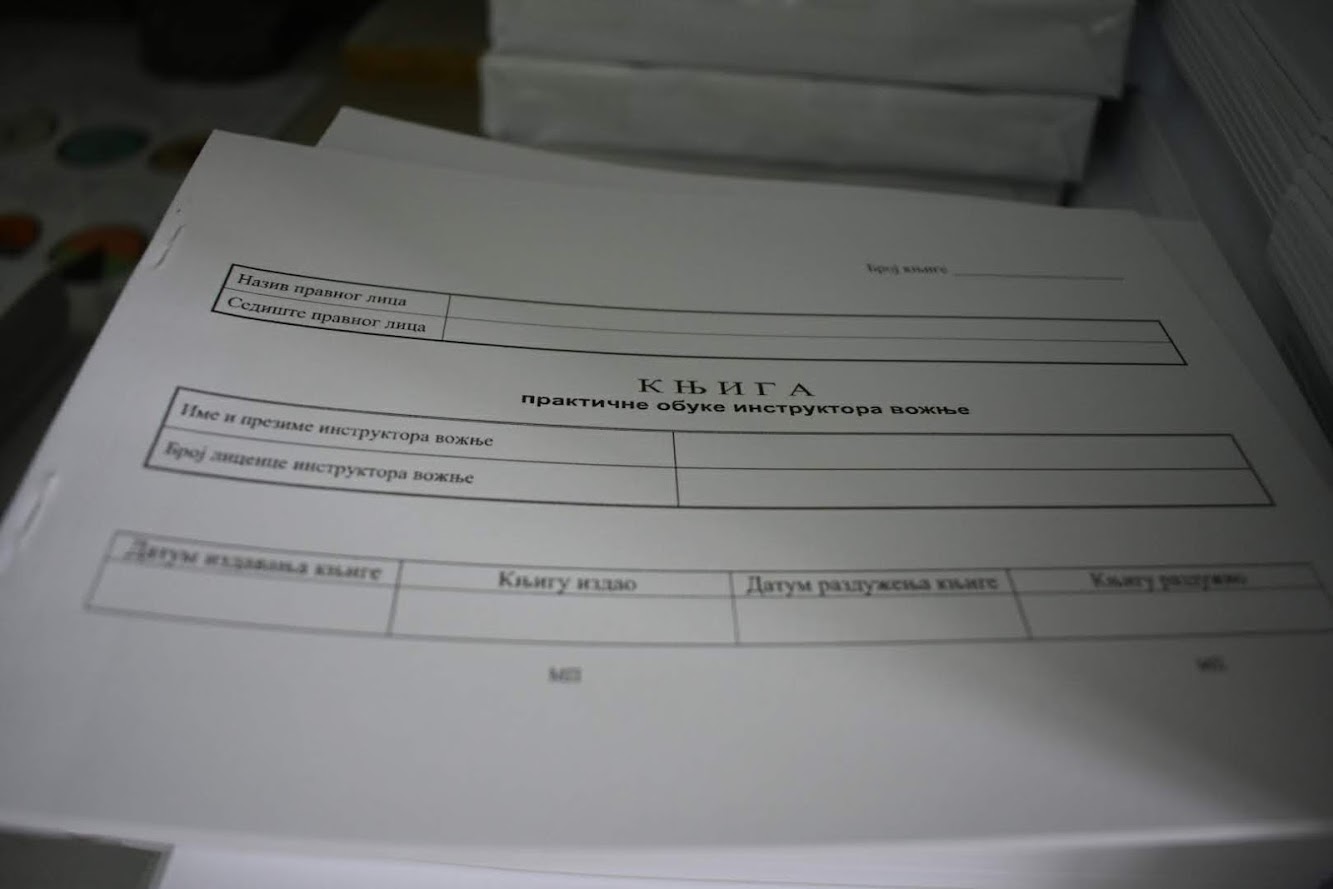 Број књиге
Назив правног лица
Седиште правног лица
К Њ И Г А
практичне обуке инструктора вожње
Име и презиме инструктора вожње
Број лиценце инструктора вожње
Датум издавања књиге Књигу издао Датум раздужења књиге Књигу раздужио
МП МП